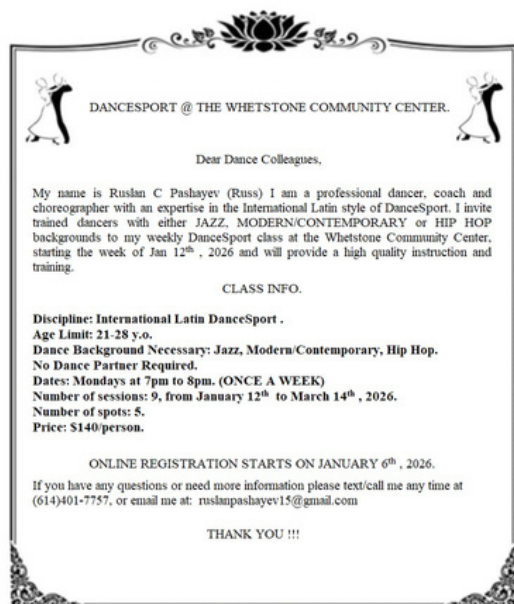 DANCESPORT @ THE WHETSTONE COMMUNITY CENTER.
Dear Dance Colleagues,
My name is Ruslan C Pashayev (Russ) I am a professional dancer, coach and
choreographer with an expertise in the International Latin style of DanceSport. I invite
trained dancers with either JAZZ, MODERN/CONTEMPORARY or HIP HOP
backgrounds to my weekly DanceSport class at the Whetstone Community Center,
starting the week of Jan 12th , 2026 and will provide a high quality instruction and
training.
CLASS INFO.
Discipline: International Latin DanceSport .
Age Limit: 21-28 y.o.
Dance Background Necessary: Jazz, Modern/Contemporary, Hip Hop.
No Dance Partner Required.
Dates: Mondays at 7pm to 8pm. (ONCE A WEEK)
Number of sessions: 9, from January 12th to March 14th , 2026.
Number of spots: 5.
Price: $140/person.
ONLINE REGISTRATION STARTS ON JANUARY 6th , 2026.
If you have any questions or need more information please text/call me any time at
(614)401-7757, or email me at: ruslanpashayev15@gmail.com
THANK YOU !!!